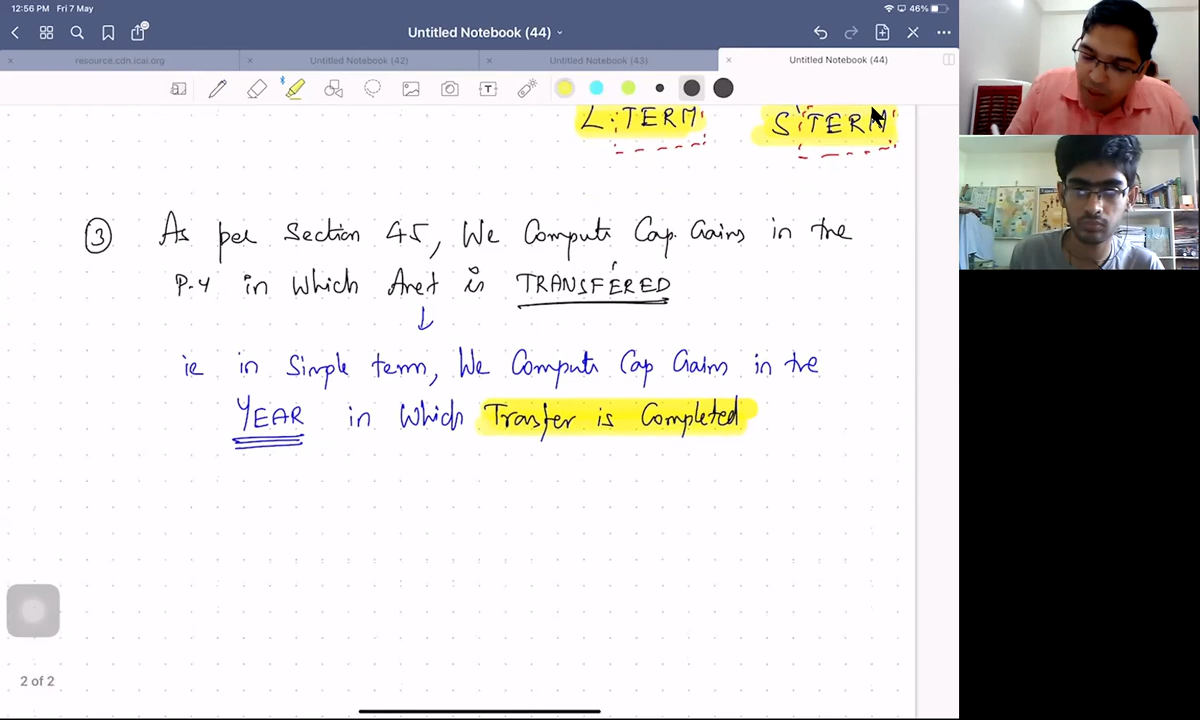 12:56 PM Fri 7 May
46%
Untitled Notebook (44)
resource.cdn.icai.org
Untitled Notebook (42)
Untitled Notebook (43)
Untitled Notebook (44)
L.TERM
S'TERM
3 As per Section 45, We Compute Cap. Gains in the
P.Y in Which Asset is TRANSFERED
ie in Simple term, We Compute Cap Gains in the
YEAR in Which Trasfer is Completed
2 of 2